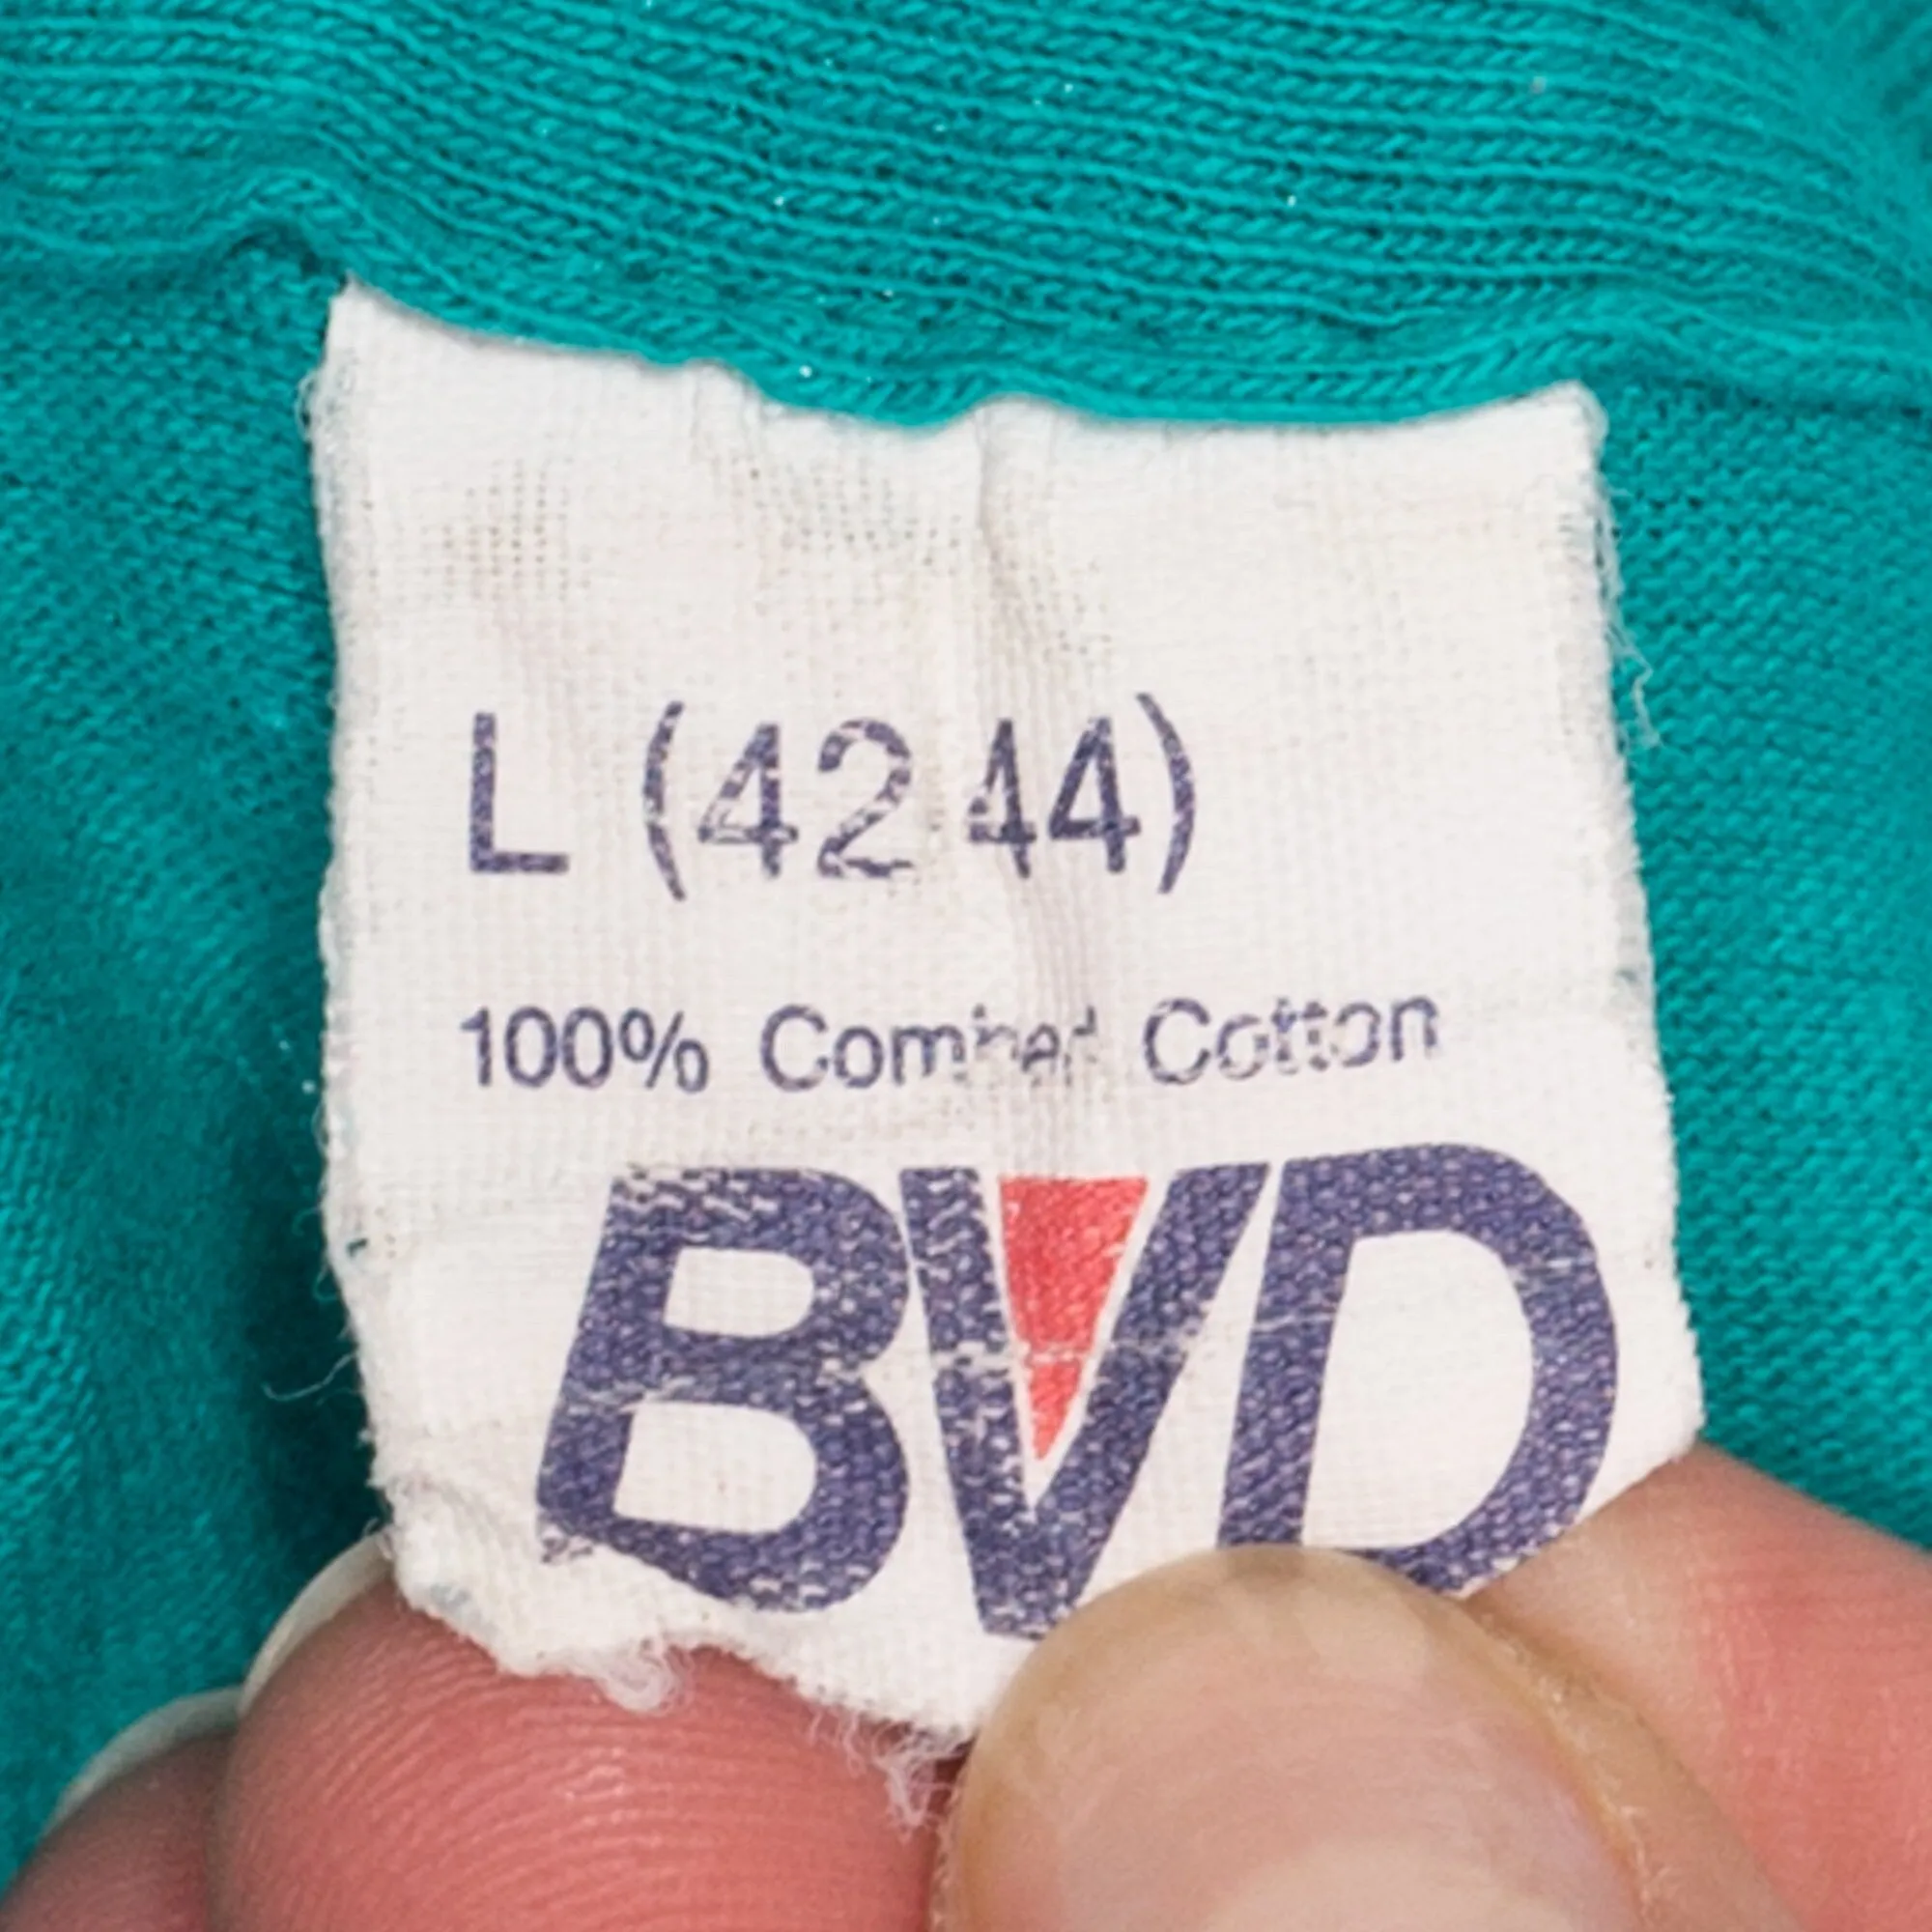 L (42 44)
100% Combed Cotton
BVD